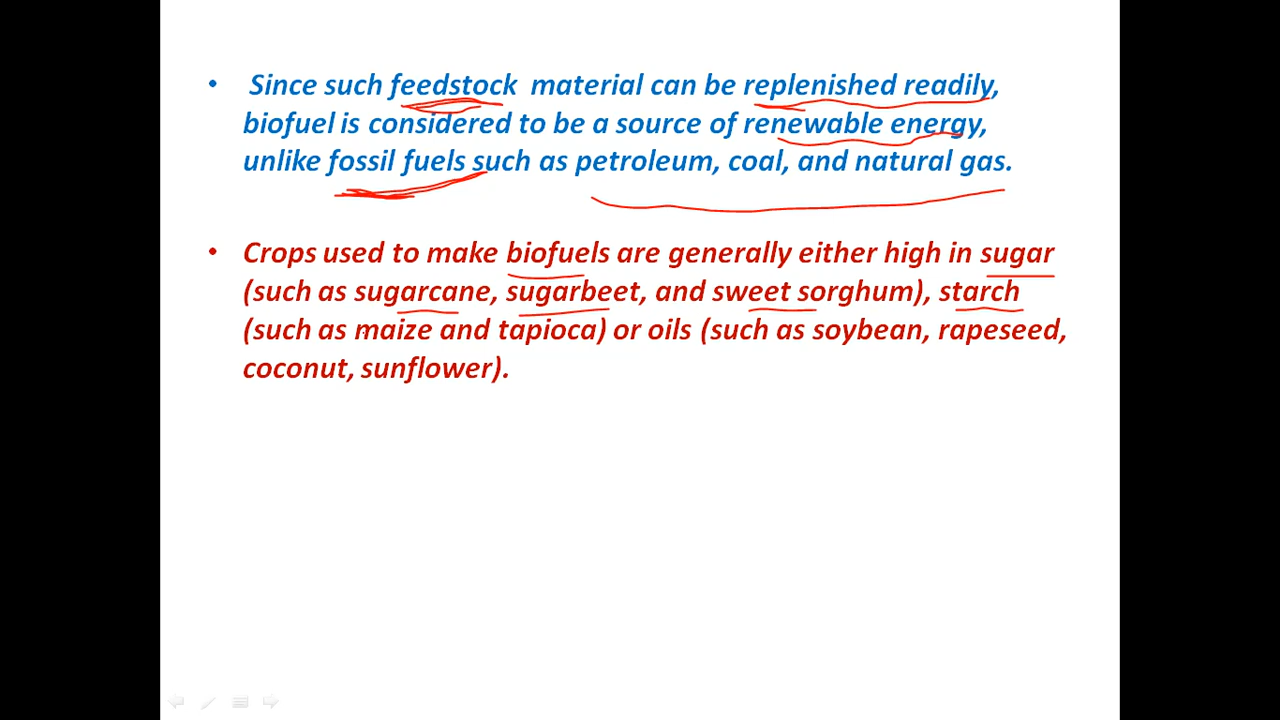 • Since such feedstock material can be replenished readily,
biofuel is considered to be a source of renewable energy,
unlike fossil fuels such as petroleum, coal, and natural gas.
• Crops used to make biofuels are generally either high in sugar
(such as sugarcane, sugarbeet, and sweet sorghum), starch
(such as maize and tapioca) or oils (such as soybean, rapeseed,
coconut, sunflower).